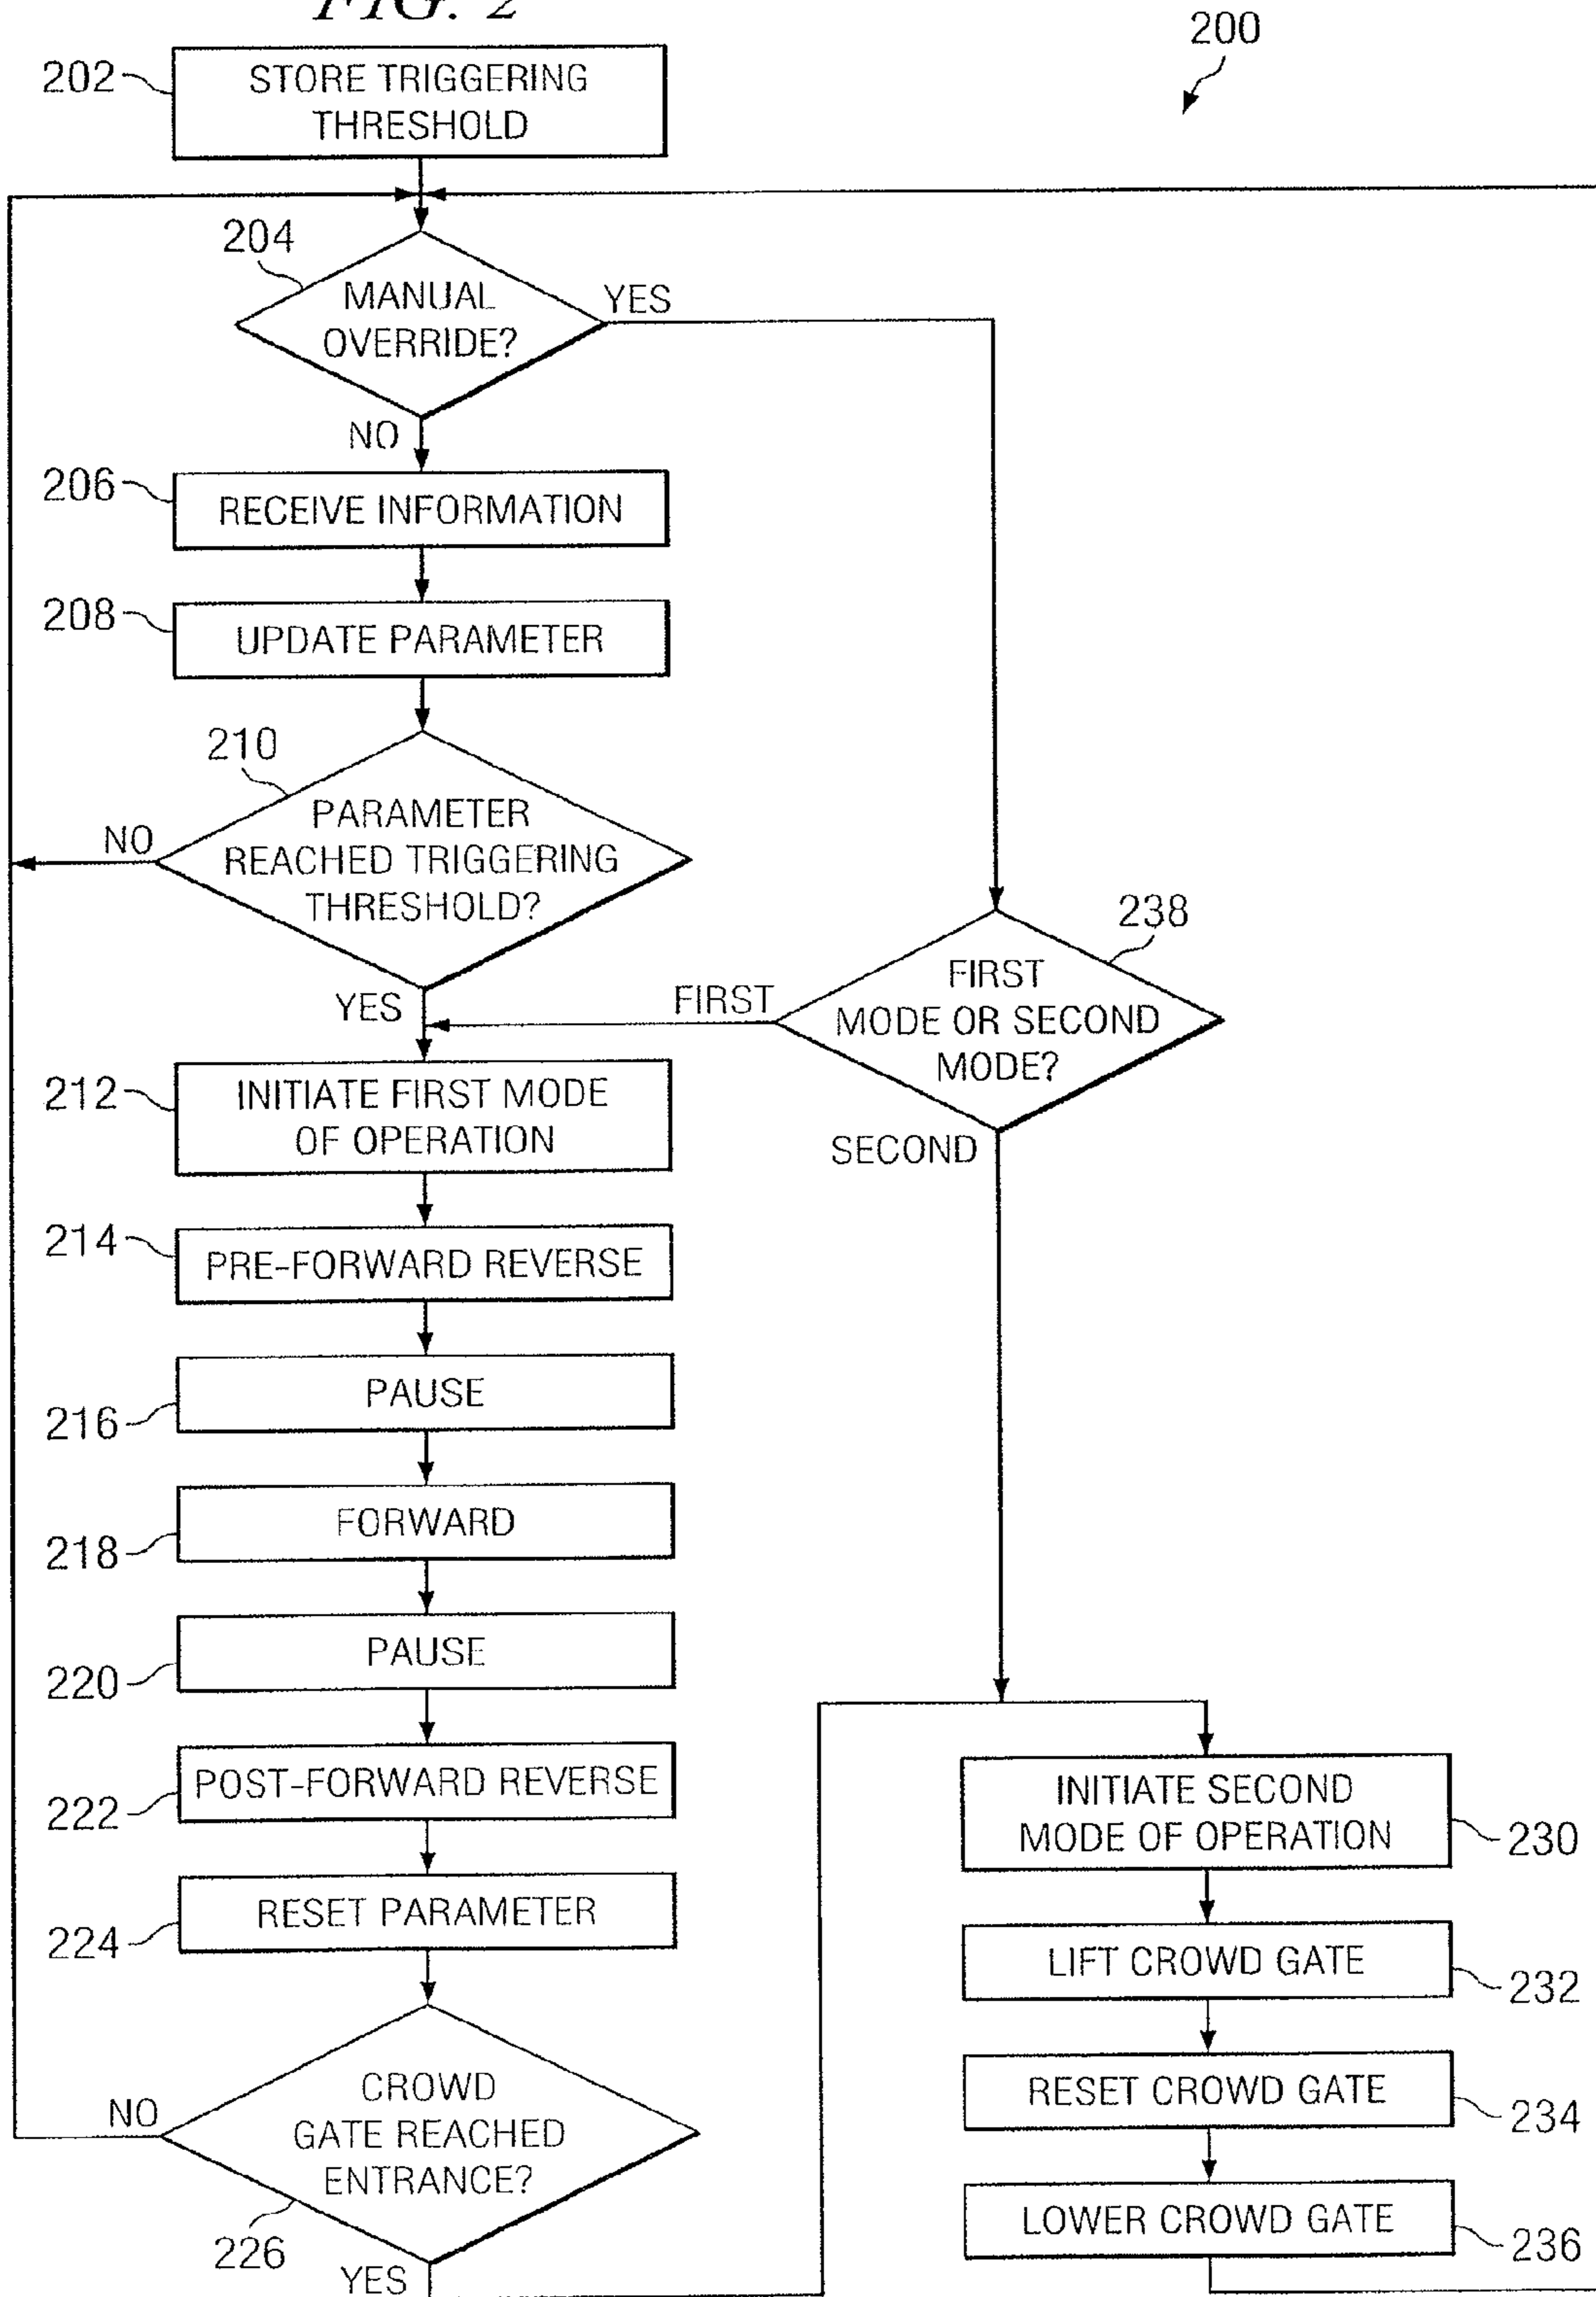 FIG. 2
200
202
STORE TRIGGERING
THRESHOLD
204
MANUAL
OVERRIDE?
YES
NO
206
RECEIVE INFORMATION
208
UPDATE PARAMETER
210
PARAMETER
REACHED TRIGGERING
THRESHOLD?
NO
YES
238
FIRST
MODE OR SECOND
MODE?
FIRST
SECOND
212
INITIATE FIRST MODE
OF OPERATION
214
PRE-FORWARD REVERSE
216
PAUSE
218
FORWARD
220
PAUSE
222
POST-FORWARD REVERSE
224
RESET PARAMETER
226
CROWD
GATE REACHED
ENTRANCE?
NO
YES
230
INITIATE SECOND
MODE OF OPERATION
232
LIFT CROWD GATE
234
RESET CROWD GATE
236
LOWER CROWD GATE